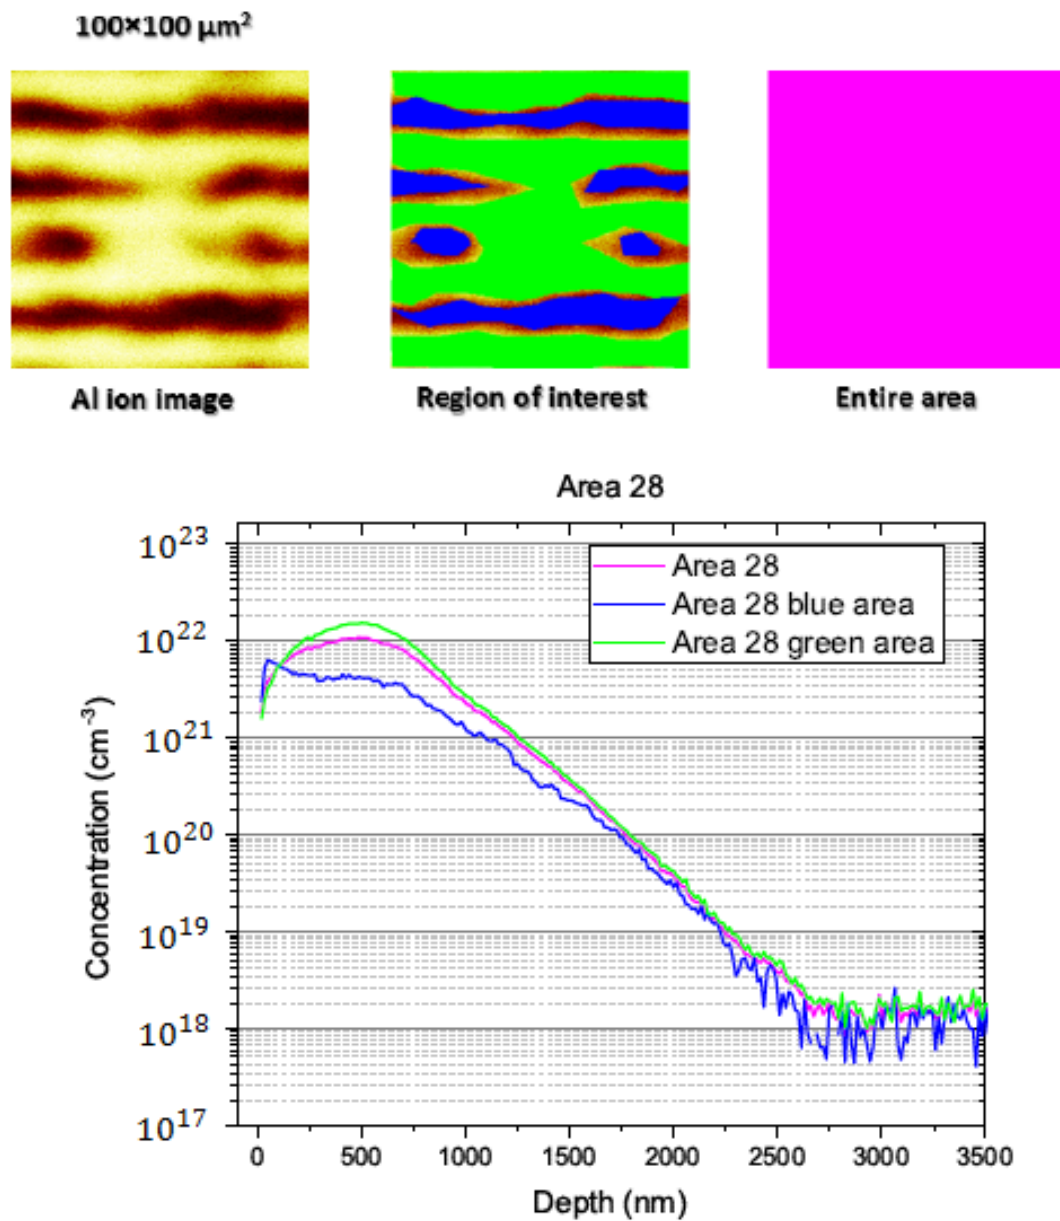 100×100 μm²
Al ion image
Region of interest
Entire area
Area 28
Area 28
Area 28 blue area
Area 28 green area
10²³
10²²
10²¹
10²⁰
10¹⁹
10¹⁸
10¹⁷
Concentration (cm⁻³)
0 500 1000 1500 2000 2500 3000 3500
Depth (nm)